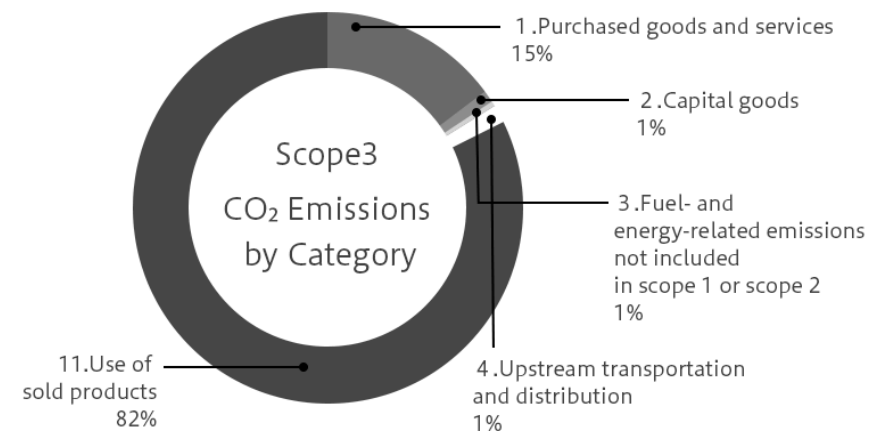 1.Purchased goods and services
15%
2.Capital goods
1%
Scope3
CO₂ Emissions
by Category
3.Fuel- and
energy-related emissions
not included
in scope 1 or scope 2
1%
4.Upstream transportation
and distribution
1%
11.Use of
sold products
82%